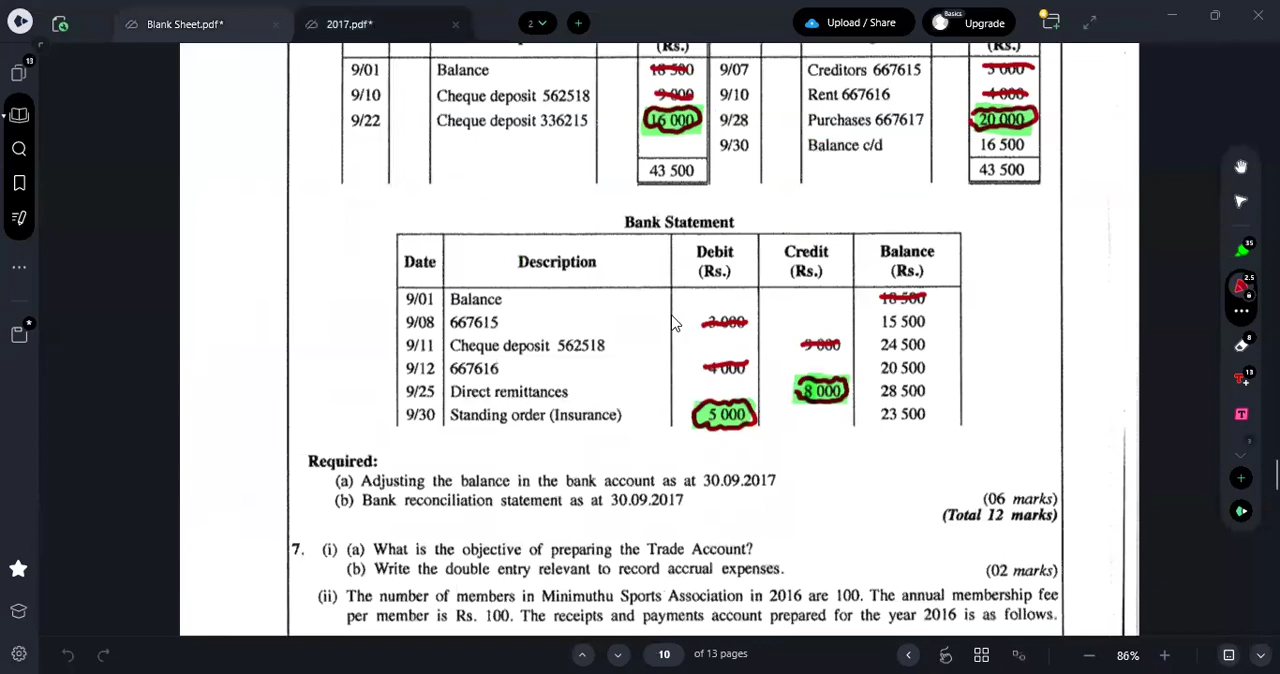 Blank Sheet.pdf* 2017.pdf* 2 Upload / Share Basics Upgrade
(Rs.) (Rs.)
9/01 Balance 18 500 9/07 Creditors 667615 3 000
9/10 Cheque deposit 562518 9 000 9/10 Rent 667616 4 000
9/22 Cheque deposit 336215 16 000 9/28 Purchases 667617 20 000
9/30 Balance c/d 16 500
43 500 43 500
Bank Statement
Date Description Debit (Rs.) Credit (Rs.) Balance (Rs.)
9/01 Balance 18 500
9/08 667615 3 000 15 500
9/11 Cheque deposit 562518 9 000 24 500
9/12 667616 4 000 20 500
9/25 Direct remittances 8 000 28 500
9/30 Standing order (Insurance) 5 000 23 500
Required:
(a) Adjusting the balance in the bank account as at 30.09.2017
(b) Bank reconciliation statement as at 30.09.2017 (06 marks)
(Total 12 marks)
7. (i) (a) What is the objective of preparing the Trade Account?
(b) Write the double entry relevant to record accrual expenses. (02 marks)
(ii) The number of members in Minimuthu Sports Association in 2016 are 100. The annual membership fee
per member is Rs. 100. The receipts and payments account prepared for the year 2016 is as follows.
10 of 13 pages 86%
13
35
2.5
8
13
3